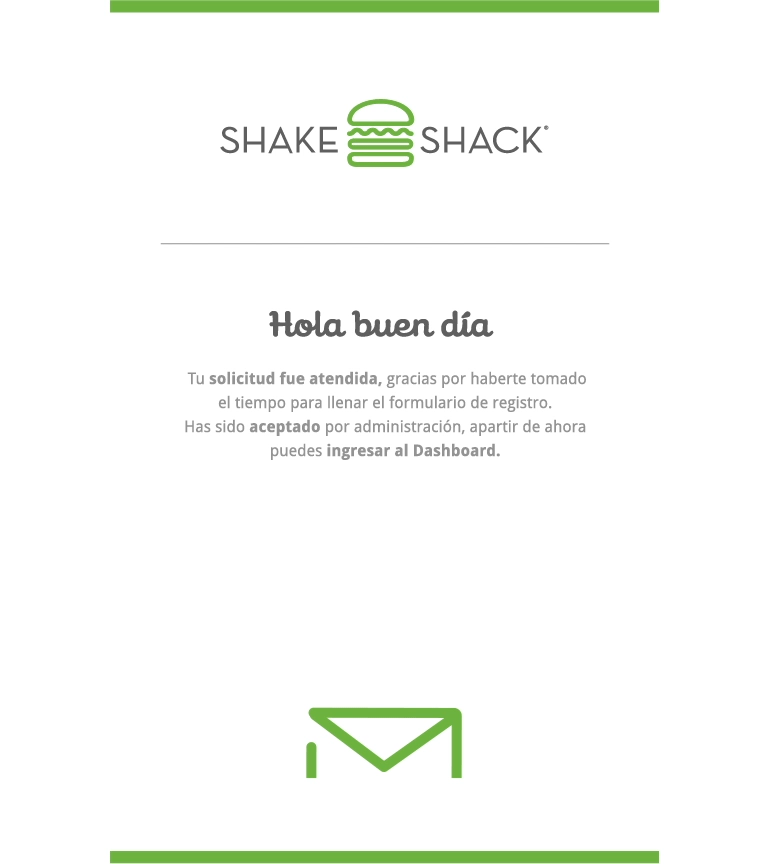 SHAKE SHACK®
Hola buen día
Tu solicitud fue atendida, gracias por haberte tomado
el tiempo para llenar el formulario de registro.
Has sido aceptado por administración, apartir de ahora
puedes ingresar al Dashboard.